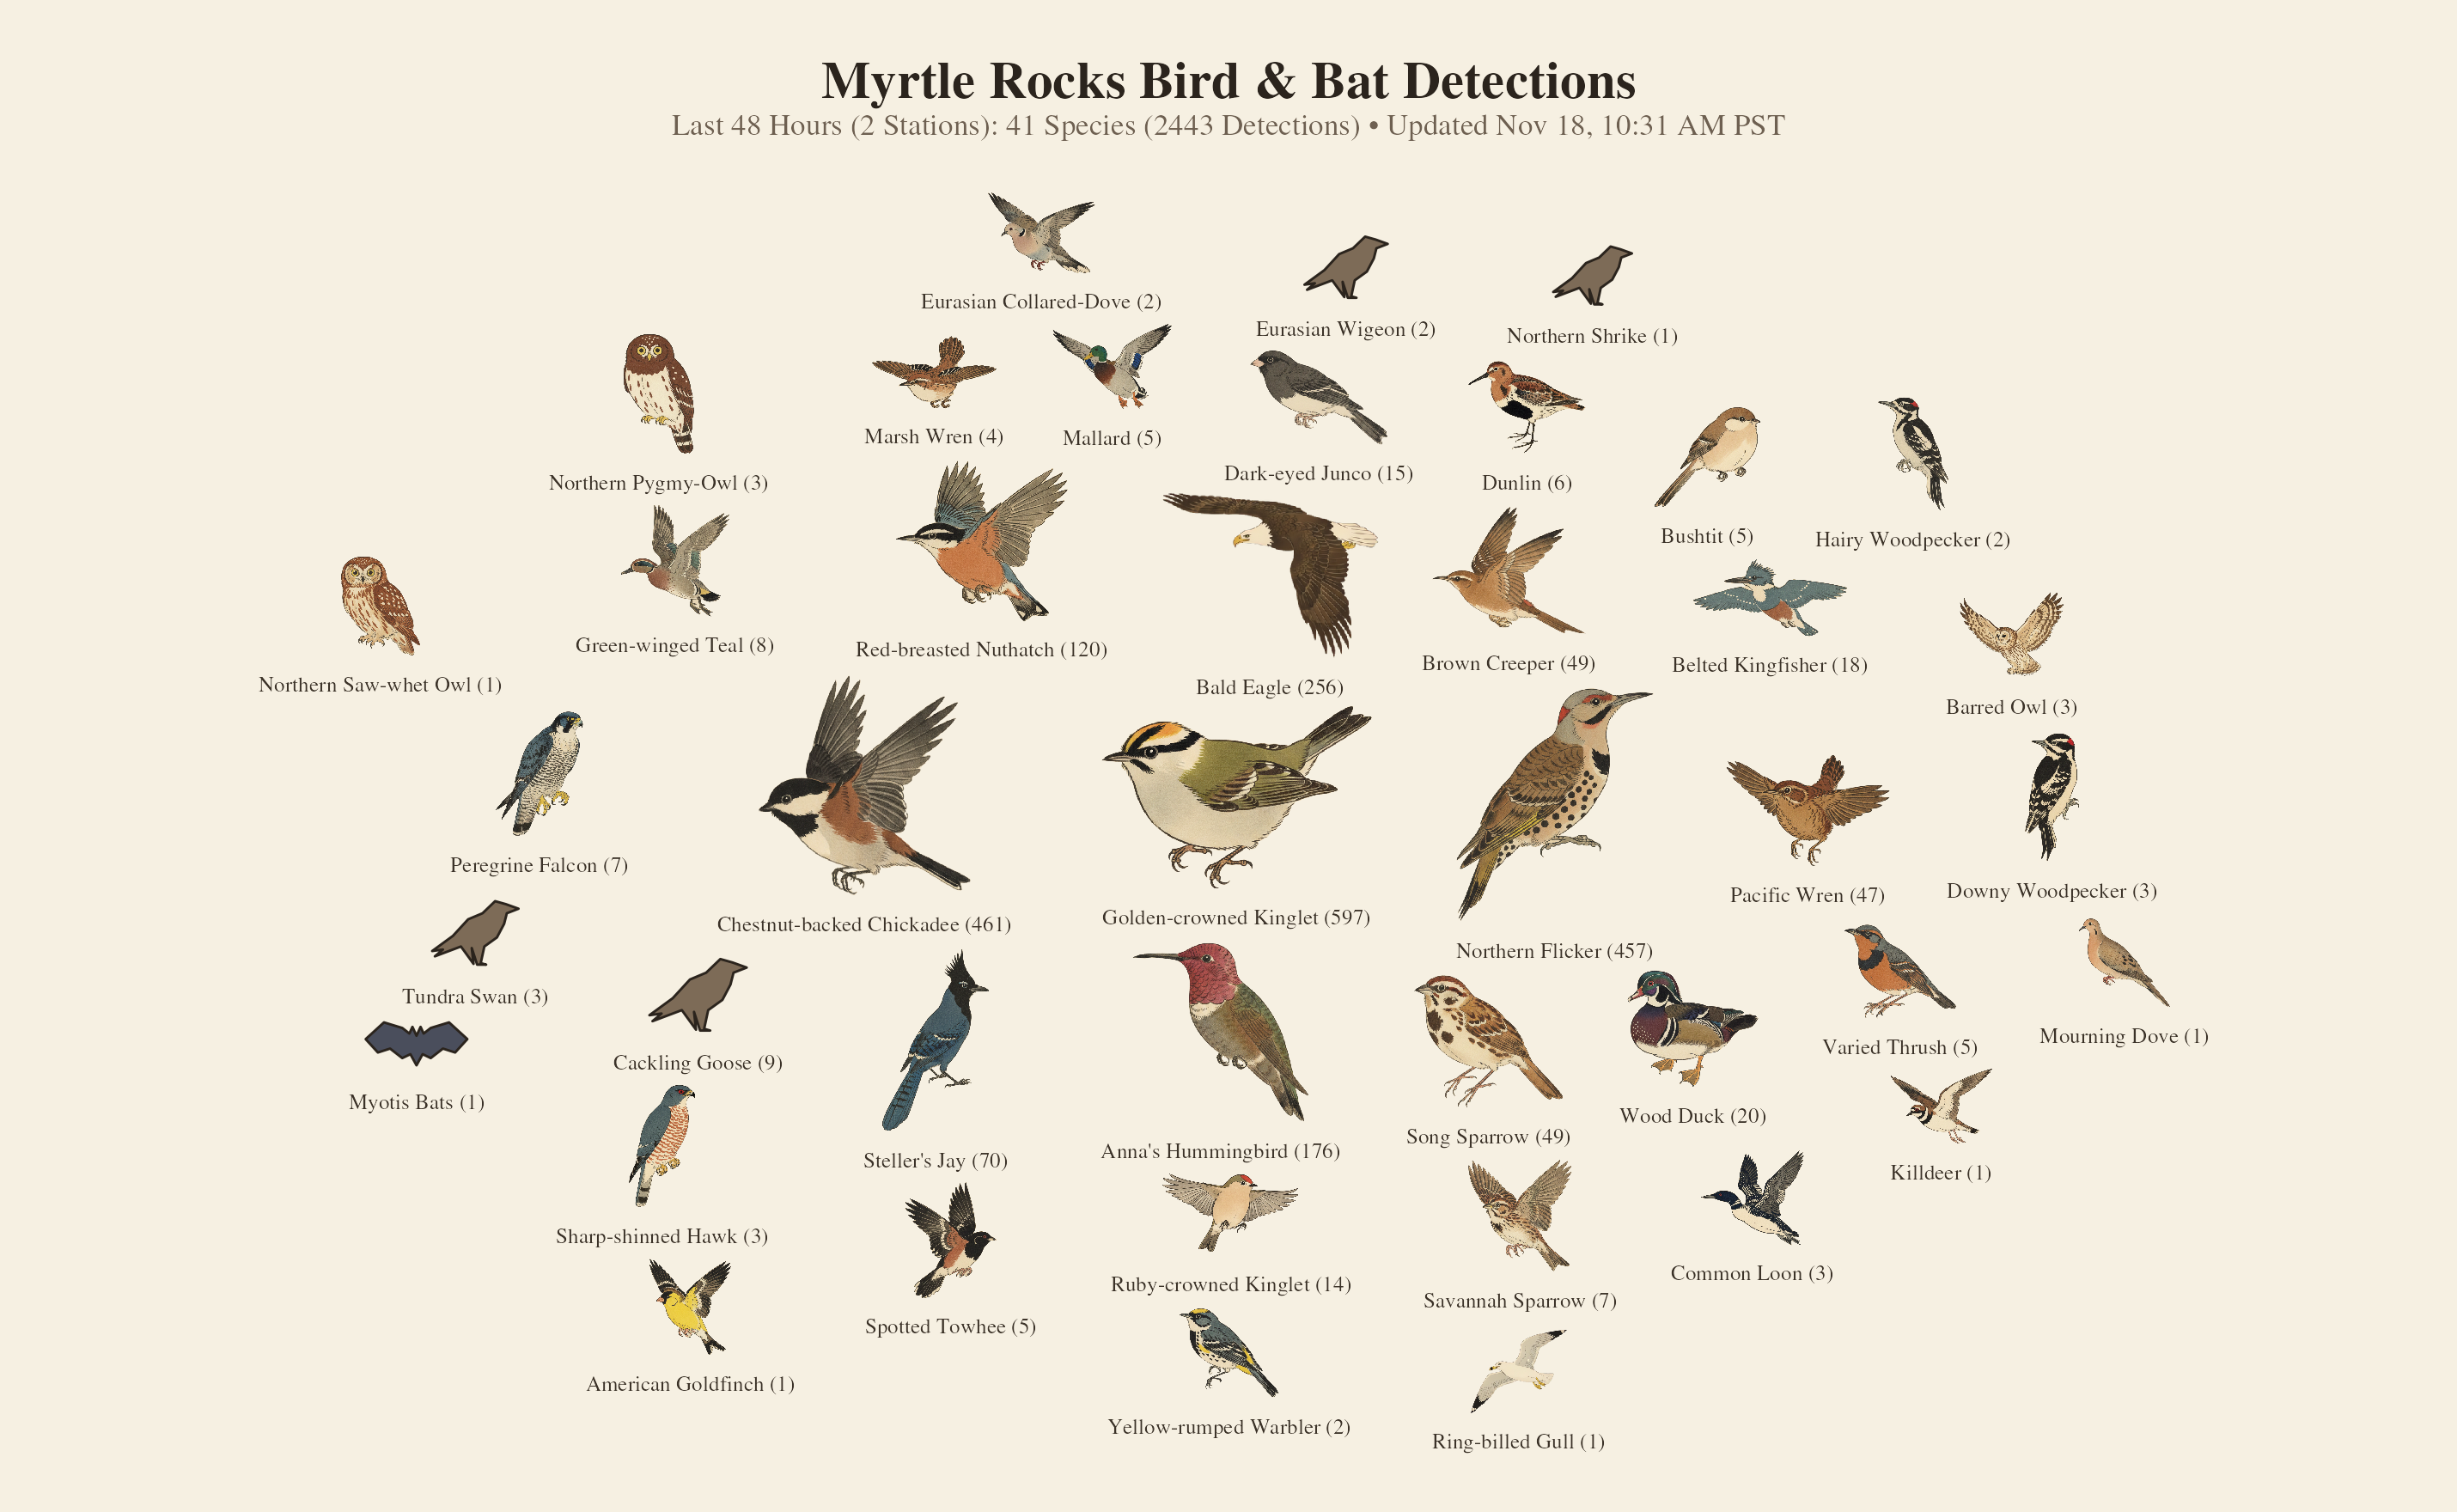 Myrtle Rocks Bird & Bat Detections
Last 48 Hours (2 Stations): 41 Species (2443 Detections) • Updated Nov 18, 10:31 AM PST
Eurasian Collared-Dove (2)
Eurasian Wigeon (2)
Northern Shrike (1)
Marsh Wren (4)
Mallard (5)
Dark-eyed Junco (15)
Northern Pygmy-Owl (3)
Dunlin (6)
Bushtit (5)
Hairy Woodpecker (2)
Green-winged Teal (8)
Red-breasted Nuthatch (120)
Brown Creeper (49)
Belted Kingfisher (18)
Northern Saw-whet Owl (1)
Bald Eagle (256)
Barred Owl (3)
Peregrine Falcon (7)
Downy Woodpecker (3)
Pacific Wren (47)
Golden-crowned Kinglet (597)
Chestnut-backed Chickadee (461)
Northern Flicker (457)
Tundra Swan (3)
Mourning Dove (1)
Varied Thrush (5)
Cackling Goose (9)
Myotis Bats (1)
Wood Duck (20)
Song Sparrow (49)
Anna's Hummingbird (176)
Steller's Jay (70)
Killdeer (1)
Sharp-shinned Hawk (3)
Common Loon (3)
Ruby-crowned Kinglet (14)
Savannah Sparrow (7)
Spotted Towhee (5)
American Goldfinch (1)
Yellow-rumped Warbler (2)
Ring-billed Gull (1)